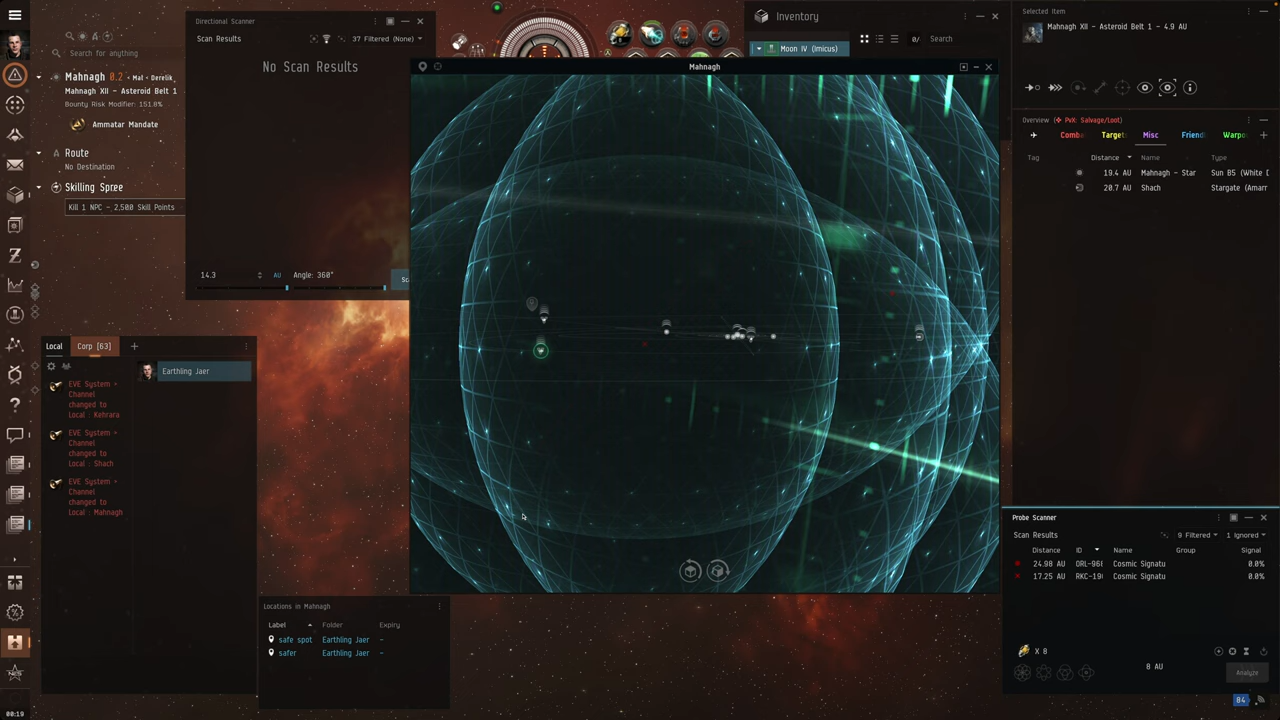 Directional Scanner
Scan Results
37 Filtered (None)
No Scan Results
14.3
AU
Angle: 360°
Inventory
Moon IV (Imicus)
0/
Search
Selected Item
Mahnagh XII - Asteroid Belt 1 - 4.9 AU
Search for anything
Mahnagh 0.2
Derelik
Mahnagh XII - Asteroid Belt 1
Bounty Risk Modifier: 151.8%
Ammatar Mandate
Route
No Destination
Skilling Spree
Kill 1 NPC - 2,500 Skill Points
Mahnagh
Overview (PvX: Salvage/Loot)
Comba
Target
Misc
Friend
Warpo
Tag
Distance
Name
Type
19.4 AU
Mahnagh - Star
Sun B5 (White D
20.7 AU
Shach
Stargate (Amarr
Local
Corp [63]
Earthling Jaer
EVE System >
Channel
changed to
Local : Kehrara
EVE System >
Channel
changed to
Local : Shach
EVE System >
Channel
changed to
Local : Mahnagh
Locations in Mahnagh
Label
Folder
Expiry
safe spot
Earthling Jaer
-
safer
Earthling Jaer
-
Probe Scanner
Scan Results
9 Filtered
1 Ignored
Distance
ID
Name
Group
Signal
24.98 AU
Cosmic Signatu
0.0%
17.25 AU
Cosmic Signatu
0.0%
X 8
8 AU
Analyze
84
00:19